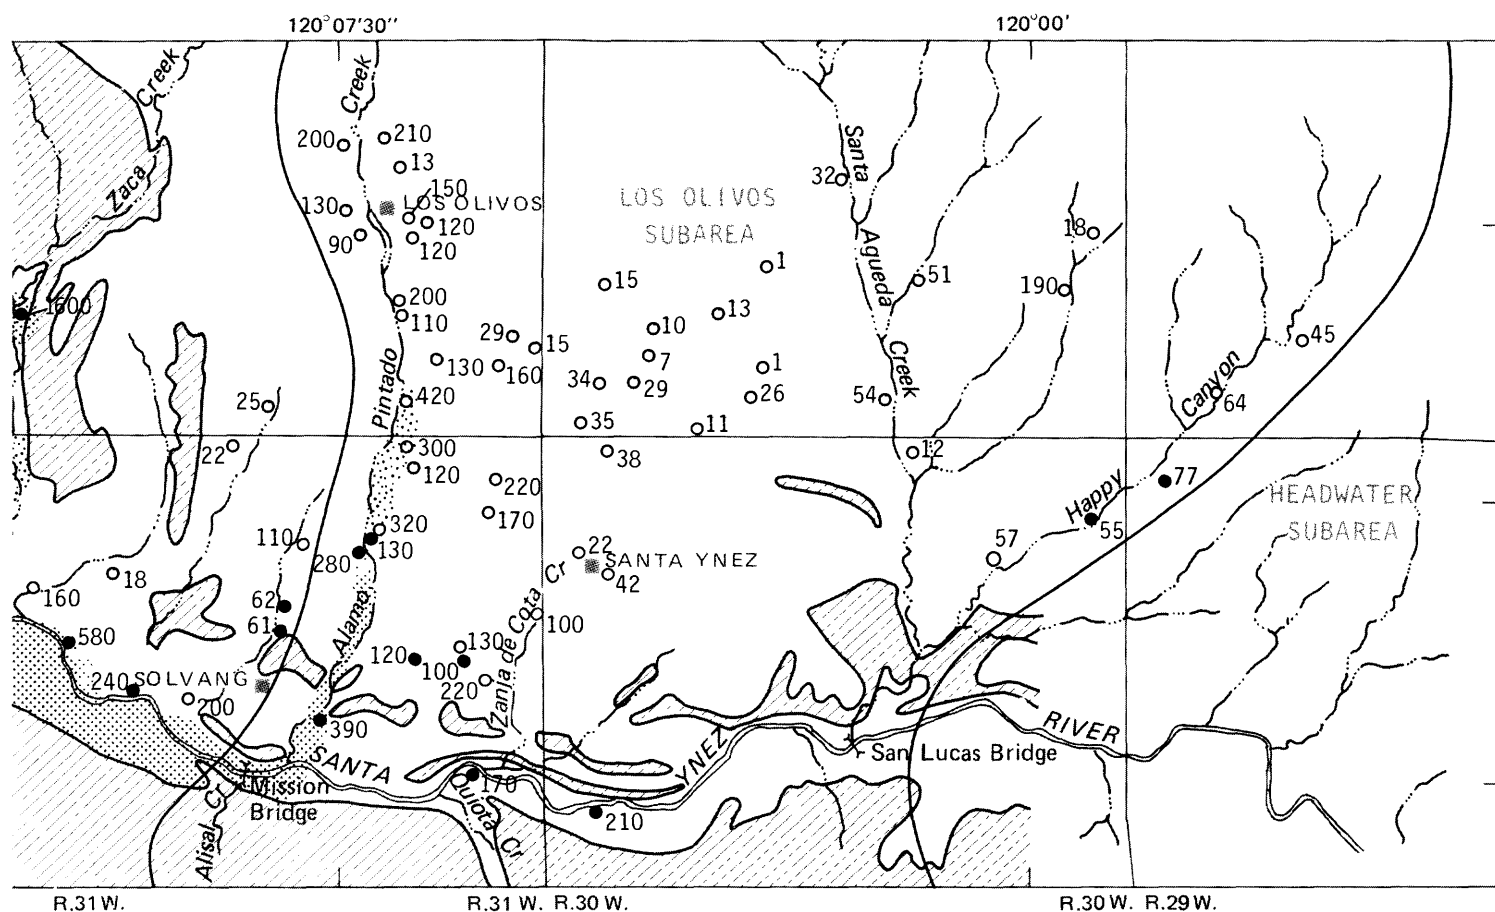 120°07'30"
120°00'
Creek
Creek
Zaca
200
210
13
150
130
LOS OLIVOS
120
90
120
Santa
32
LOS OLIVOS
SUBAREA
Agueda
18
1
15
51
190
1600
200
110
13
10
29
15
7
1
45
130
160
34
29
26
Creek
54
Canyon
64
Pintado
420
25
35
11
22
300
38
12
120
220
77
Happy
HEADWATER
SUBAREA
170
55
320
110
130
280
22
SANTA YNEZ
57
42
18
160
62
61
Alamo
Zanja de Cota Cr
100
580
130
120
100
220
240
SOLVANG
200
390
SANTA
YNEZ
RIVER
San Lucas Bridge
Mission
Bridge
170
210
Alisal Cr
Quiota Cr
R.31 W.
R.31 W. R.30 W.
R.30 W. R.29 W.